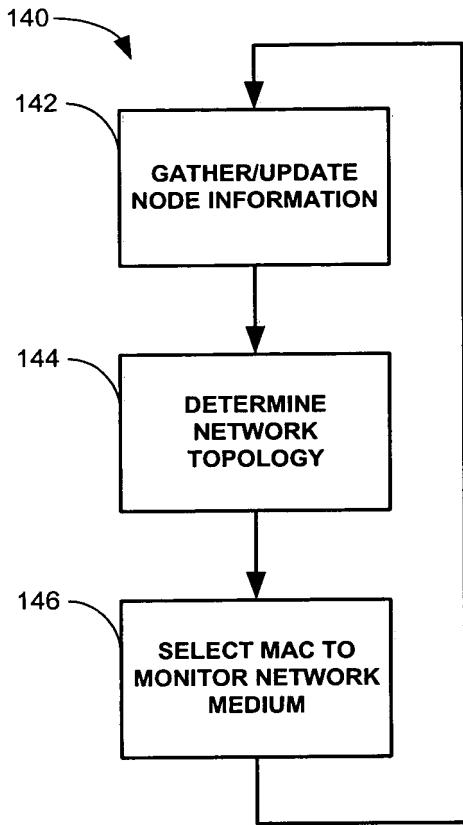 140
142
GATHER/UPDATE
NODE INFORMATION
144
DETERMINE
NETWORK
TOPOLOGY
146
SELECT MAC TO
MONITOR NETWORK
MEDIUM